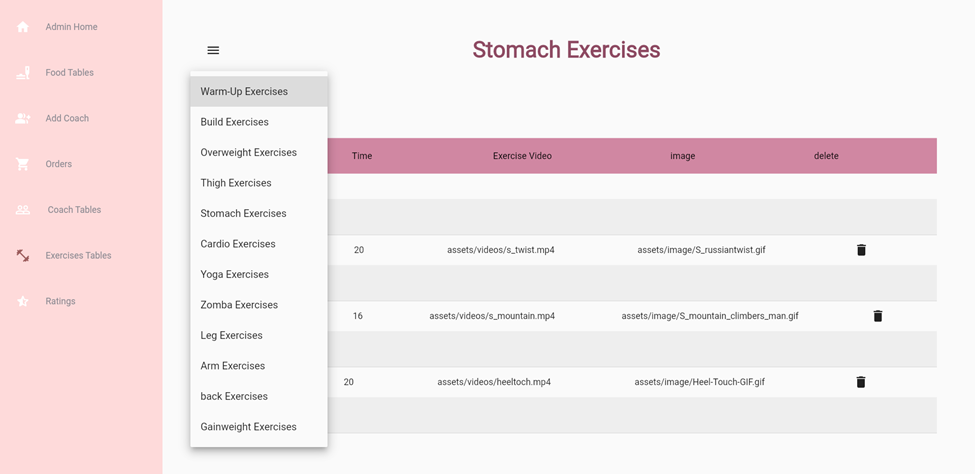 Admin Home
Food Tables
Add Coach
Orders
Coach Tables
Exercises Tables
Ratings
Stomach Exercises
Warm-Up Exercises
Build Exercises
Overweight Exercises
Thigh Exercises
Stomach Exercises
Cardio Exercises
Yoga Exercises
Zomba Exercises
Leg Exercises
Arm Exercises
back Exercises
Gainweight Exercises
Time Exercise Video image delete
20 assets/videos/s_twist.mp4 assets/image/S_russiantwist.gif
16 assets/videos/s_mountain.mp4 assets/image/S_mountain_climbers_man.gif
20 assets/videos/heeltoch.mp4 assets/image/Heel-Touch-GIF.gif